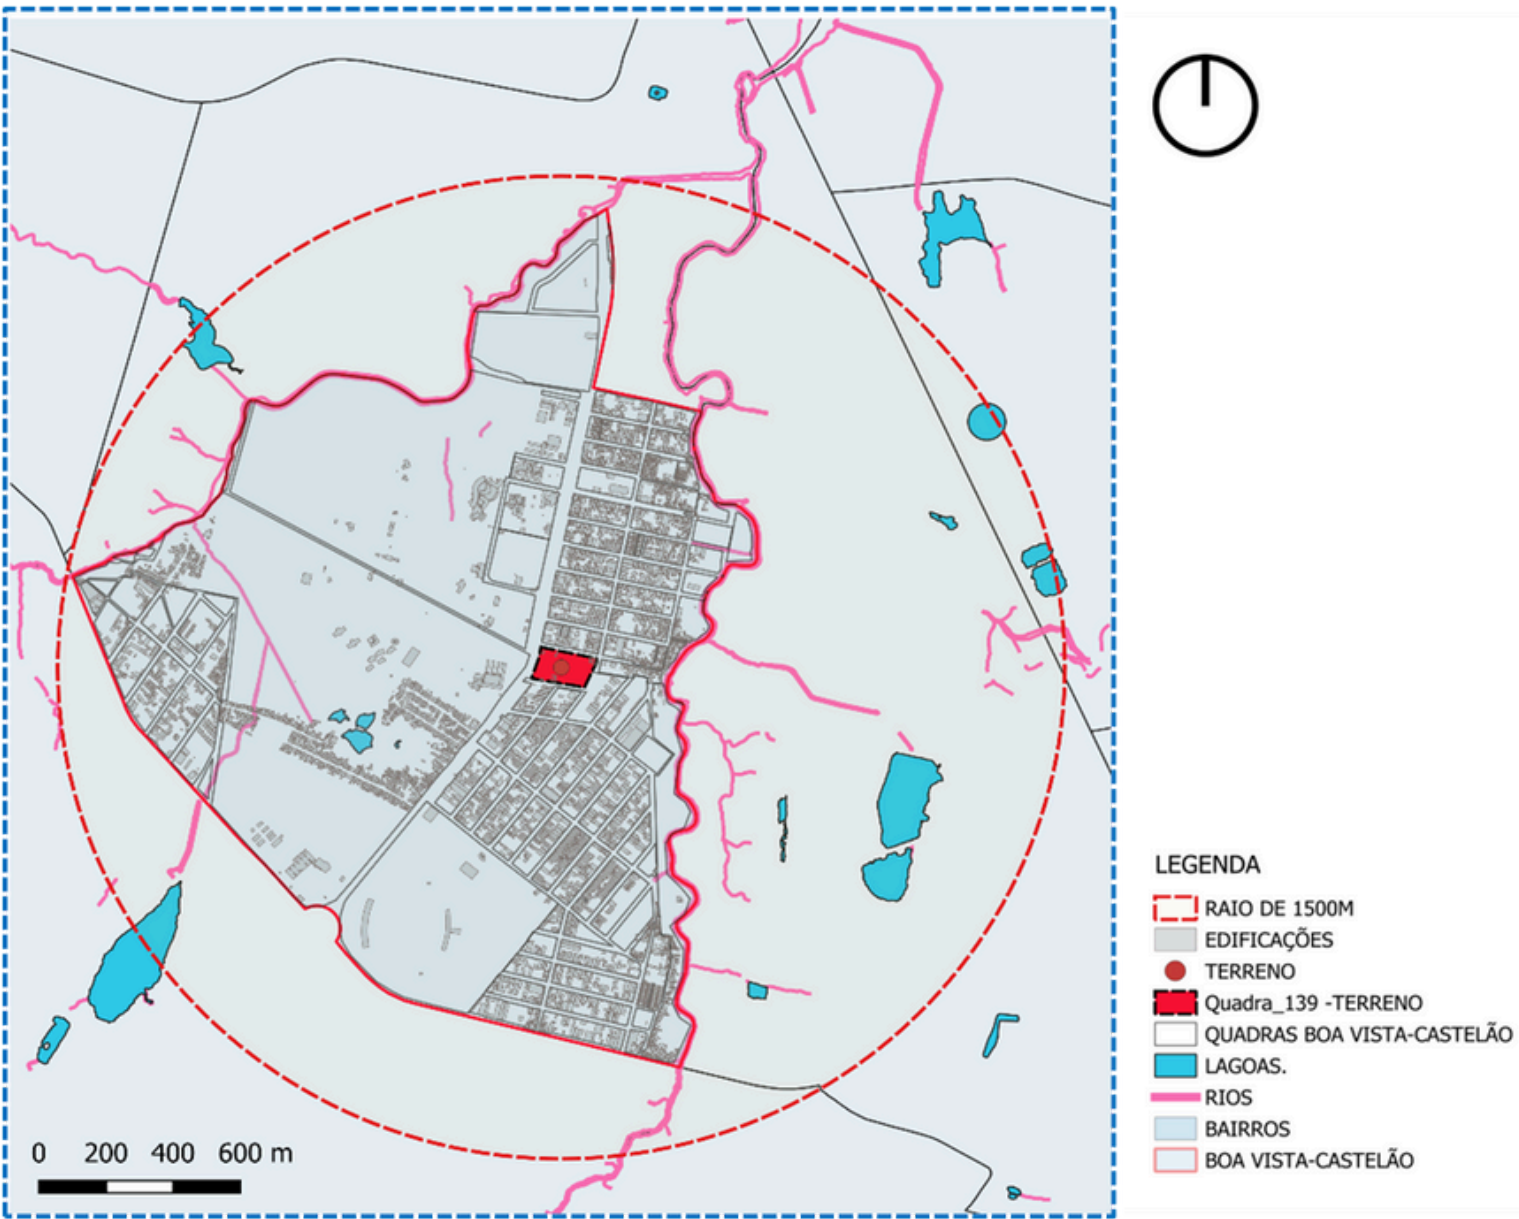 LEGENDA
RAIO DE 1500M
EDIFICAÇÕES
TERRENO
Quadra_139 -TERRENO
QUADRAS BOA VISTA-CASTELÃO
LAGOAS.
RIOS
BAIRROS
BOA VISTA-CASTELÃO
0 200 400 600 m